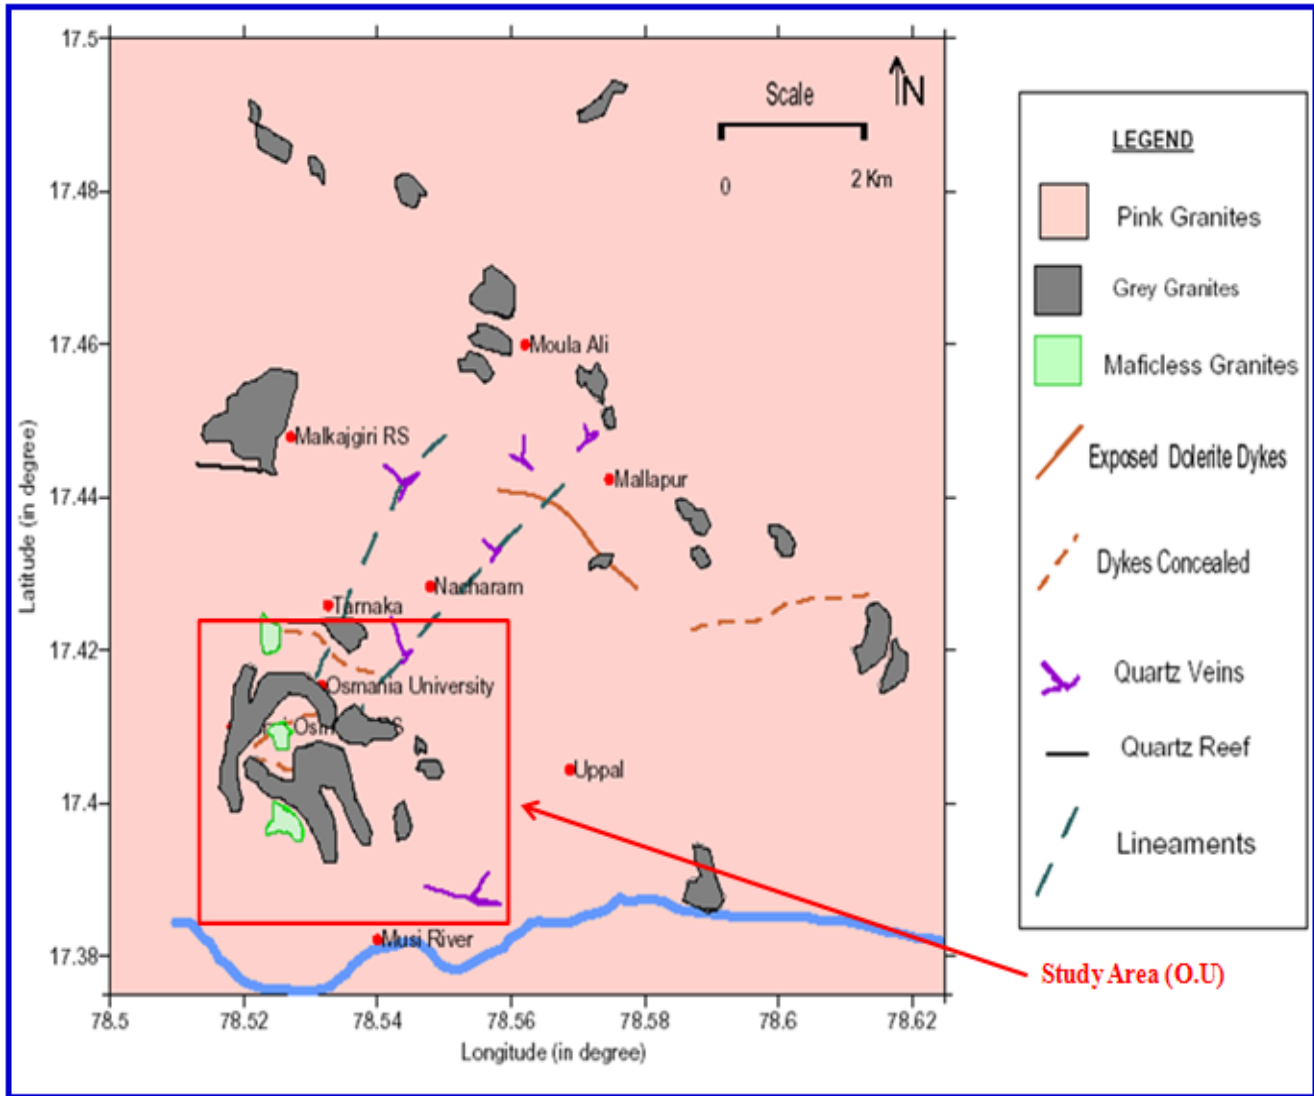 17.5
17.48
17.46
17.44
17.42
17.4
17.38
Latitude (in degree)
78.5
78.52
78.54
78.56
78.58
78.6
78.62
Longitude (in degree)
N
Scale
0
2 Km
Moula Ali
Malkajgiri RS
Mallapur
Nacharam
Tarnaka
Osmania University
Uppal
Musi River
LEGEND
Pink Granites
Grey Granites
Maficless Granites
Exposed Dolerite Dykes
Dykes Concealed
Quartz Veins
Quartz Reef
Lineaments
Study Area (O.U)